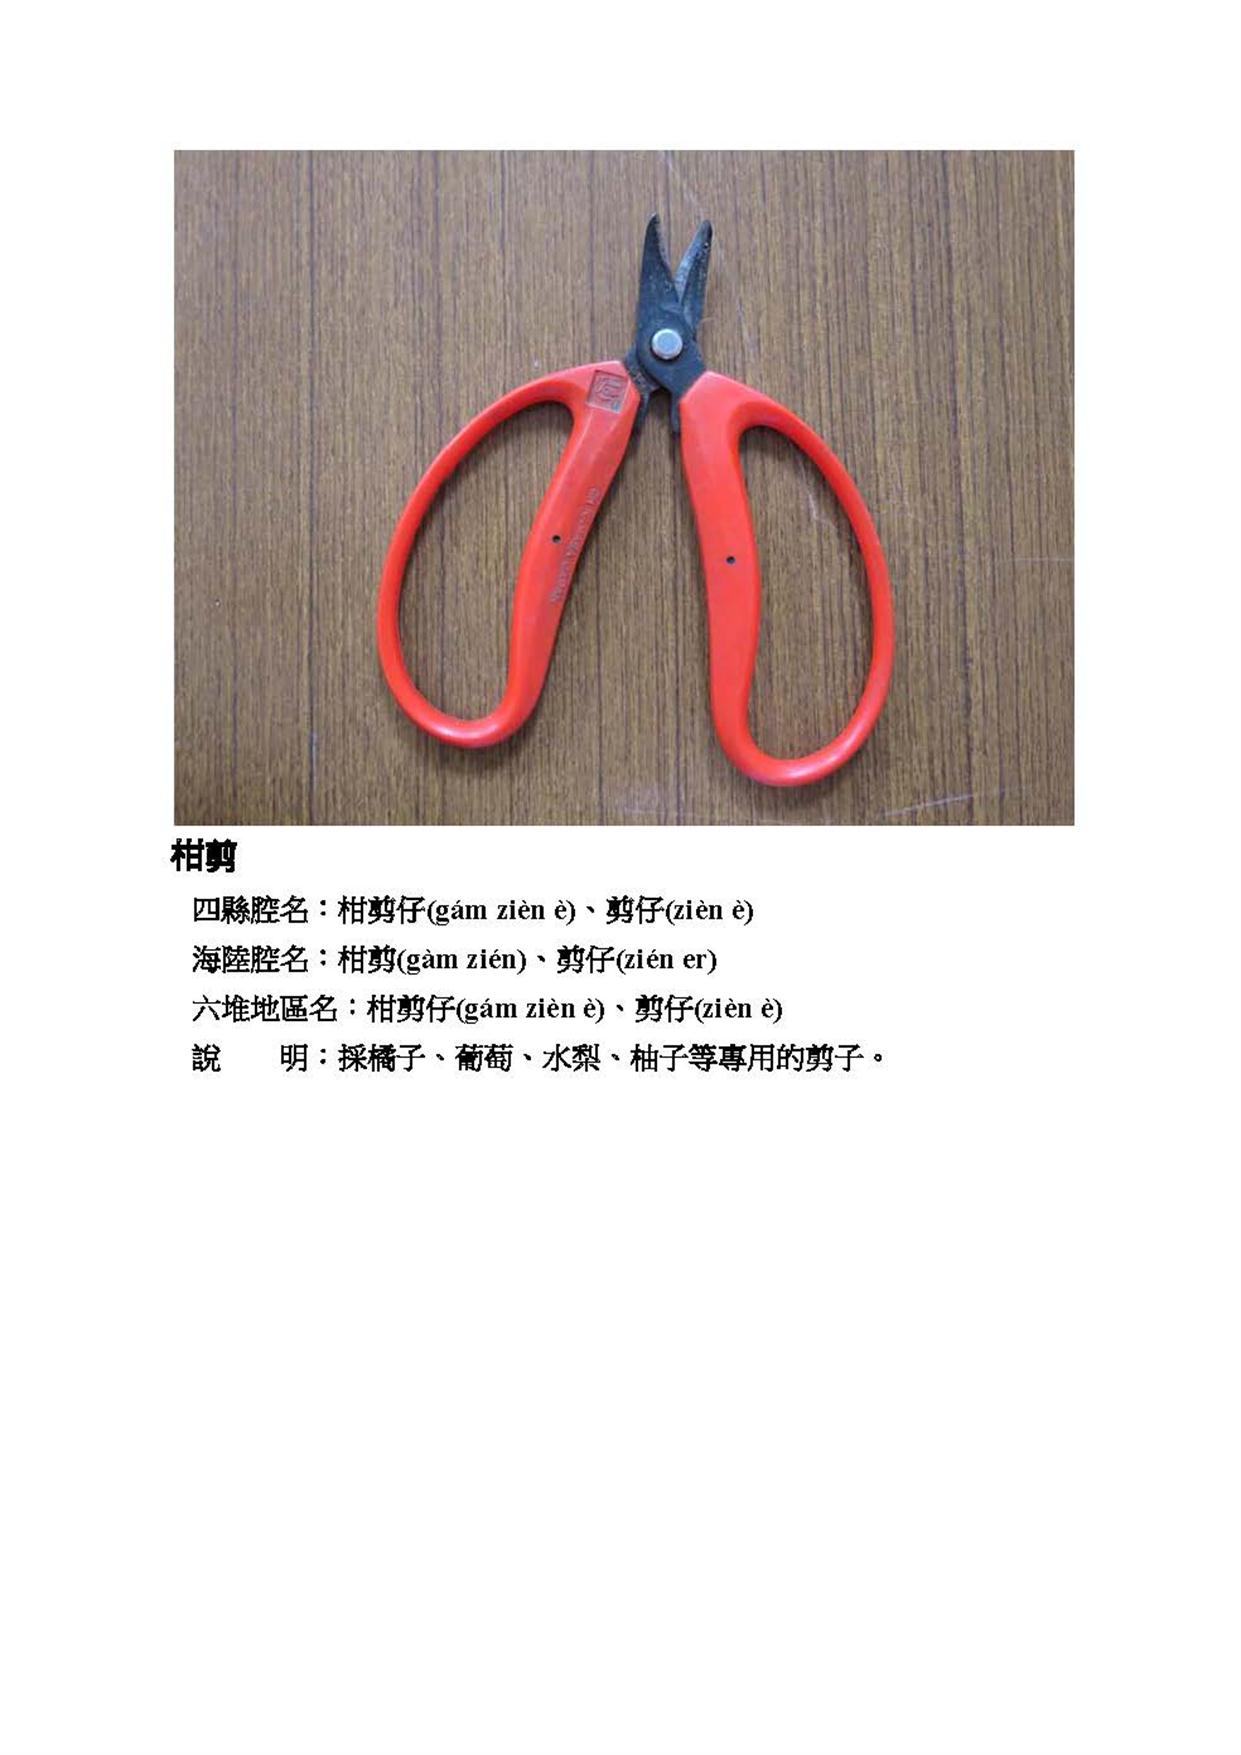 柑剪
四縣腔名：柑剪仔(gám zièn è)、剪仔(zièn è)
海陸腔名：柑剪(gàm zién)、剪仔(zién er)
六堆地區名：柑剪仔(gám zièn è)、剪仔(zièn è)
說　　明：採橘子、葡萄、水梨、柚子等專用的剪子。